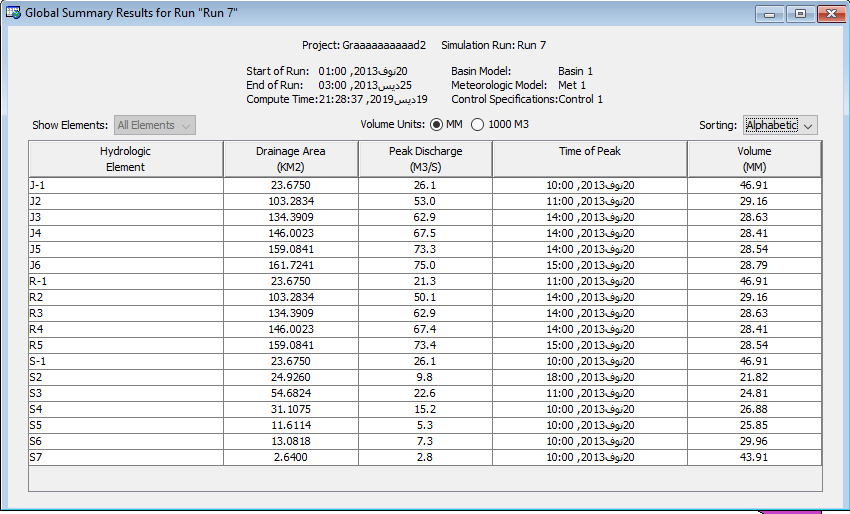 Global Summary Results for Run "Run 7"
Project: Graaaaaaaaaad2 Simulation Run: Run 7
Start of Run: 20نوف2013, 01:00 Basin Model: Basin 1
End of Run: 25ديس2013, 03:00 Meteorologic Model: Met 1
Compute Time: 19ديس2019, 21:28:37 Control Specifications: Control 1
Show Elements: All Elements Volume Units: MM 1000 M3 Sorting: Alphabetic
Hydrologic Drainage Area Peak Discharge Time of Peak Volume
Element (KM2) (M3/S) (MM)
J-1 23.6750 26.1 20نوف2013, 10:00 46.91
J2 103.2834 53.0 20نوف2013, 11:00 29.16
J3 134.3909 62.9 20نوف2013, 14:00 28.63
J4 146.0023 67.5 20نوف2013, 14:00 28.41
J5 159.0841 73.3 20نوف2013, 14:00 28.54
J6 161.7241 75.0 20نوف2013, 15:00 28.79
R-1 23.6750 21.3 20نوف2013, 11:00 46.91
R2 103.2834 50.1 20نوف2013, 14:00 29.16
R3 134.3909 62.9 20نوف2013, 14:00 28.63
R4 146.0023 67.4 20نوف2013, 14:00 28.41
R5 159.0841 73.4 20نوف2013, 15:00 28.54
S-1 23.6750 26.1 20نوف2013, 10:00 46.91
S2 24.9260 9.8 20نوف2013, 18:00 21.82
S3 54.6824 22.6 20نوف2013, 11:00 24.81
S4 31.1075 15.2 20نوف2013, 10:00 26.88
S5 11.6114 5.3 20نوف2013, 10:00 25.85
S6 13.0818 7.3 20نوف2013, 10:00 29.96
S7 2.6400 2.8 20نوف2013, 10:00 43.91